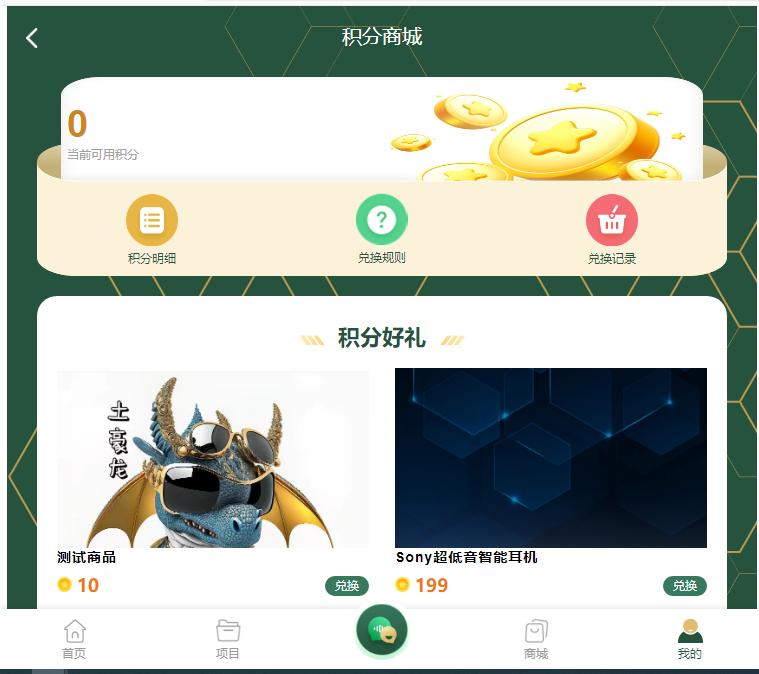 积分商城
0
当前可用积分
积分明细
兑换规则
兑换记录
积分好礼
土豪龙
测试商品
10
兑换
Sony超低音智能耳机
199
兑换
首页
项目
商城
我的